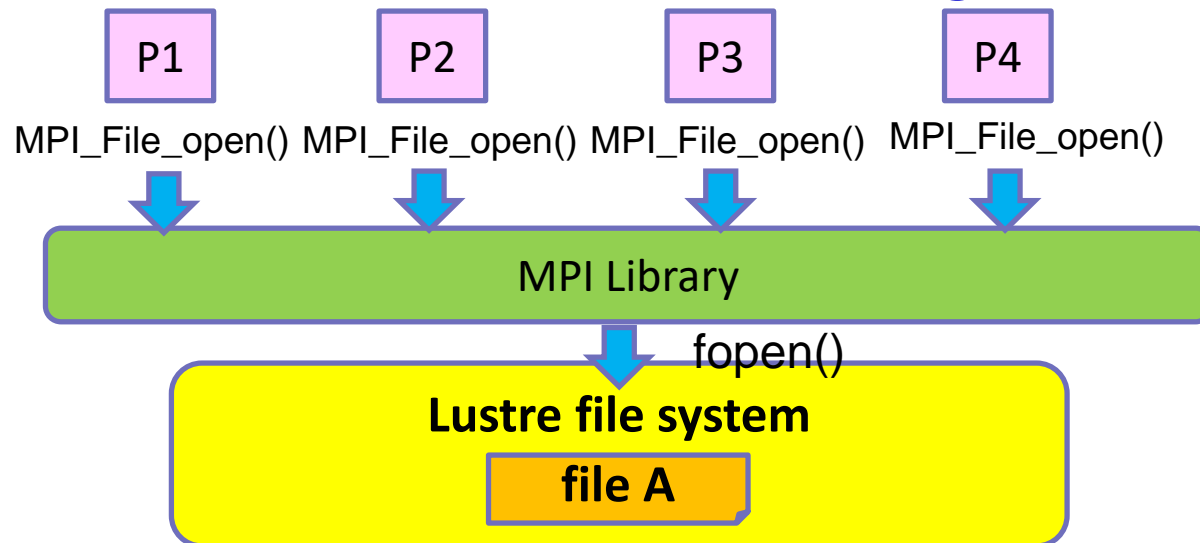 P1 P2 P3 P4
MPI_File_open() MPI_File_open() MPI_File_open() MPI_File_open()
MPI Library
fopen()
Lustre file system
file A